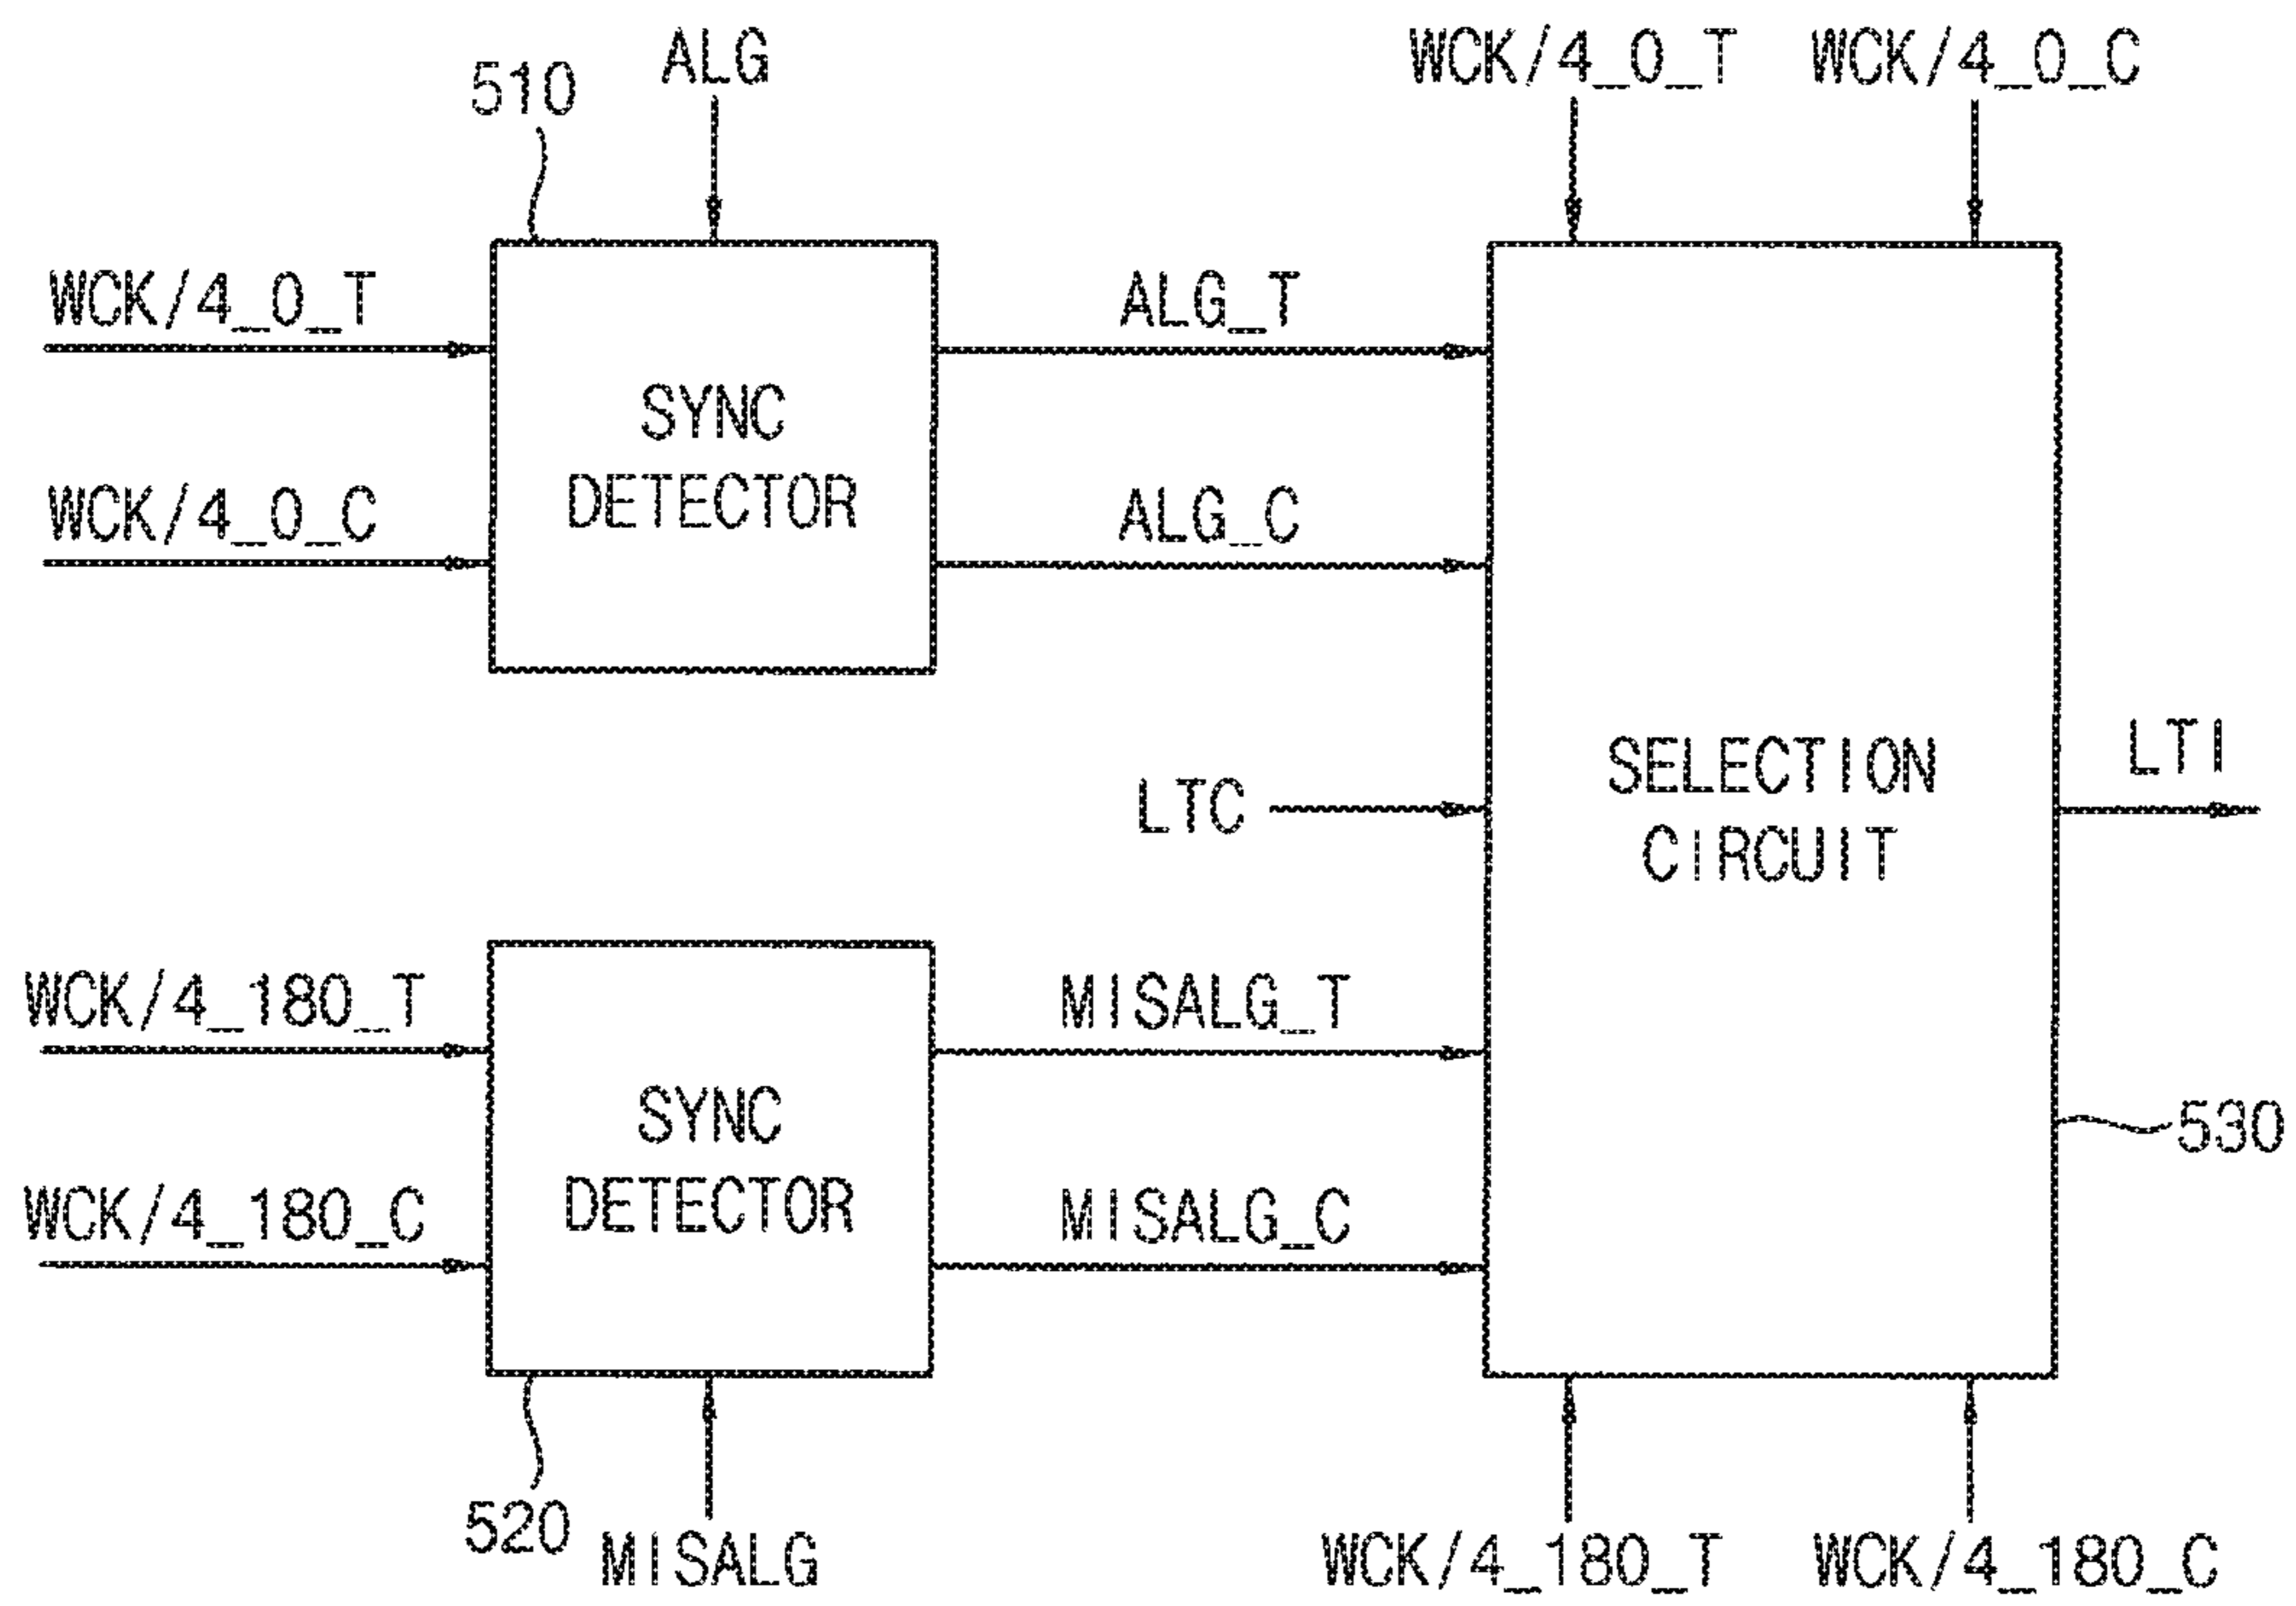 ALG
WCK/4_0_T
WCK/4_0_C
510
WCK/4_0_T
ALG_T
SYNC
DETECTOR
WCK/4_0_C
ALG_C
LTC
SELECTION
CIRCUIT
LTI
WCK/4_180_T
MISALG_T
SYNC
DETECTOR
530
WCK/4_180_C
MISALG_C
520
MISALG
WCK/4_180_T
WCK/4_180_C